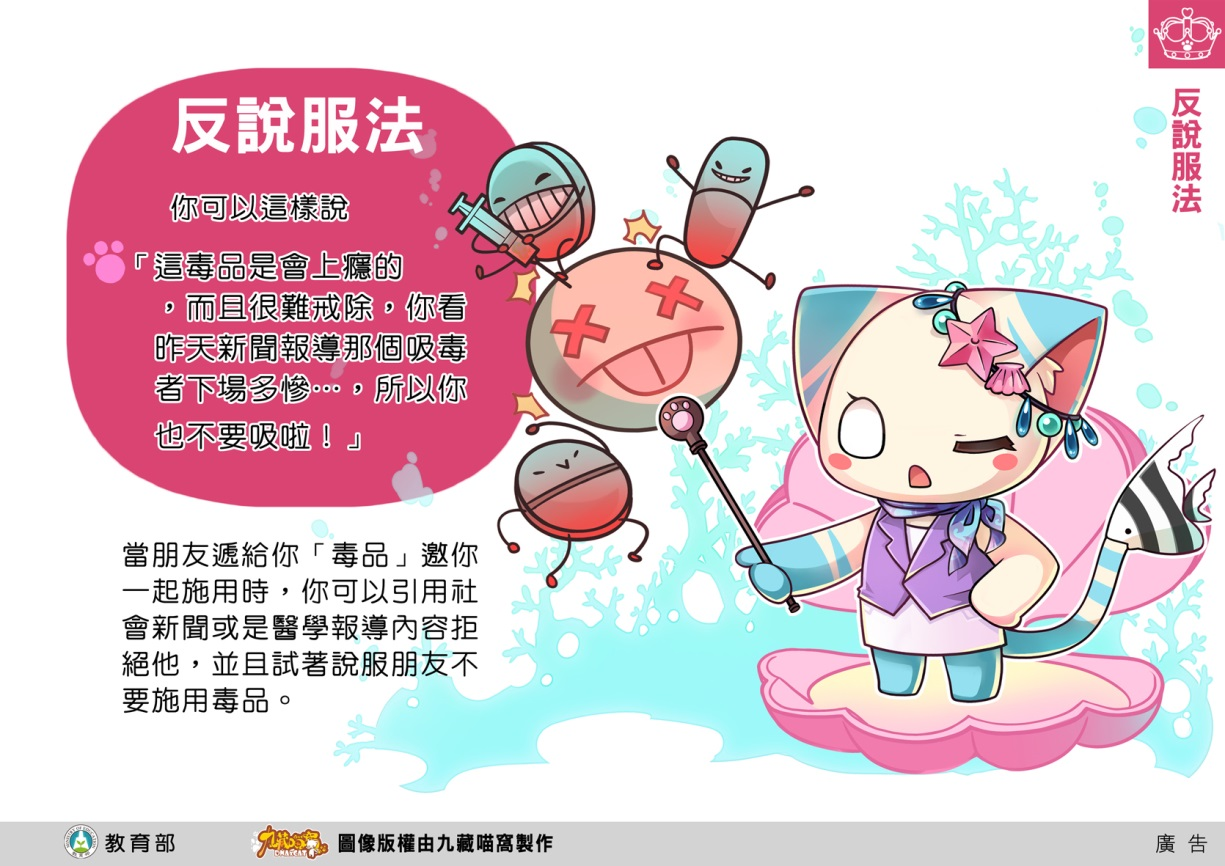 反說服法
你可以這樣說
「這毒品是會上癮的
，而且很難戒除，你看
昨天新聞報導那個吸毒
者下場多慘…，所以你
也不要吸啦！」
當朋友遞給你「毒品」邀你
一起施用時，你可以引用社
會新聞或是醫學報導內容拒
絕他，並且試著說服朋友不
要施用毒品。
反說服法
教育部
九藏喵窩
圖像版權由九藏喵窩製作
廣告